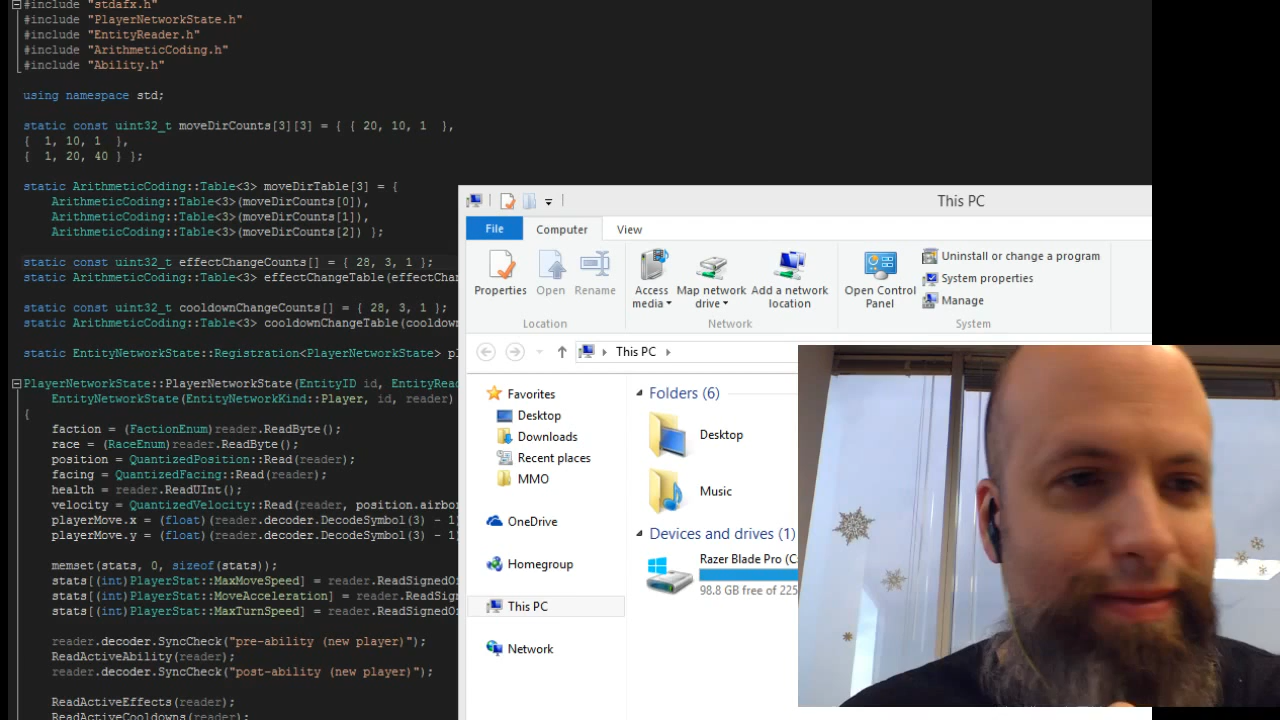 #include "stdafx.h"
#include "PlayerNetworkState.h"
#include "EntityReader.h"
#include "ArithmeticCoding.h"
#include "Ability.h"
using namespace std;
static const uint32_t moveDirCounts[3][3] = { { 20, 10, 1 },
{ 1, 10, 1 },
{ 1, 20, 40 } };
static ArithmeticCoding::Table<3> moveDirTable[3] = {
ArithmeticCoding::Table<3>(moveDirCounts[0]),
ArithmeticCoding::Table<3>(moveDirCounts[1]),
ArithmeticCoding::Table<3>(moveDirCounts[2]) };
static const uint32_t effectChangeCounts[] = { 28, 3, 1 };
static ArithmeticCoding::Table<3> effectChangeTable(effectChan
static const uint32_t cooldownChangeCounts[] = { 28, 3, 1 };
static ArithmeticCoding::Table<3> cooldownChangeTable(cooldown
static EntityNetworkState::Registration<PlayerNetworkState> pl
PlayerNetworkState::PlayerNetworkState(EntityID id, EntityRea
EntityNetworkState(EntityNetworkKind::Player, id, reader)
{
faction = (FactionEnum)reader.ReadByte();
race = (RaceEnum)reader.ReadByte();
position = QuantizedPosition::Read(reader);
facing = QuantizedFacing::Read(reader);
health = reader.ReadUInt();
velocity = QuantizedVelocity::Read(reader, position.airbo
playerMove.x = (float)(reader.decoder.DecodeSymbol(3) - 1)
playerMove.y = (float)(reader.decoder.DecodeSymbol(3) - 1)
memset(stats, 0, sizeof(stats));
stats[(int)PlayerStat::MaxMoveSpeed] = reader.ReadSignedOn
stats[(int)PlayerStat::MoveAcceleration] = reader.ReadSign
stats[(int)PlayerStat::MaxTurnSpeed] = reader.ReadSignedOn
reader.decoder.SyncCheck("pre-ability (new player)");
ReadActiveAbility(reader);
reader.decoder.SyncCheck("post-ability (new player)");
ReadActiveEffects(reader);
ReadActiveCooldowns(reader);
This PC
File
Computer
View
Properties
Open
Rename
Location
Access media
Map network drive
Add a network location
Network
Open Control Panel
Uninstall or change a program
System properties
Manage
System
This PC
Favorites
Desktop
Downloads
Recent places
MMO
OneDrive
Homegroup
This PC
Network
Folders (6)
Desktop
Music
Devices and drives (1)
Razer Blade Pro (C
98.8 GB free of 225